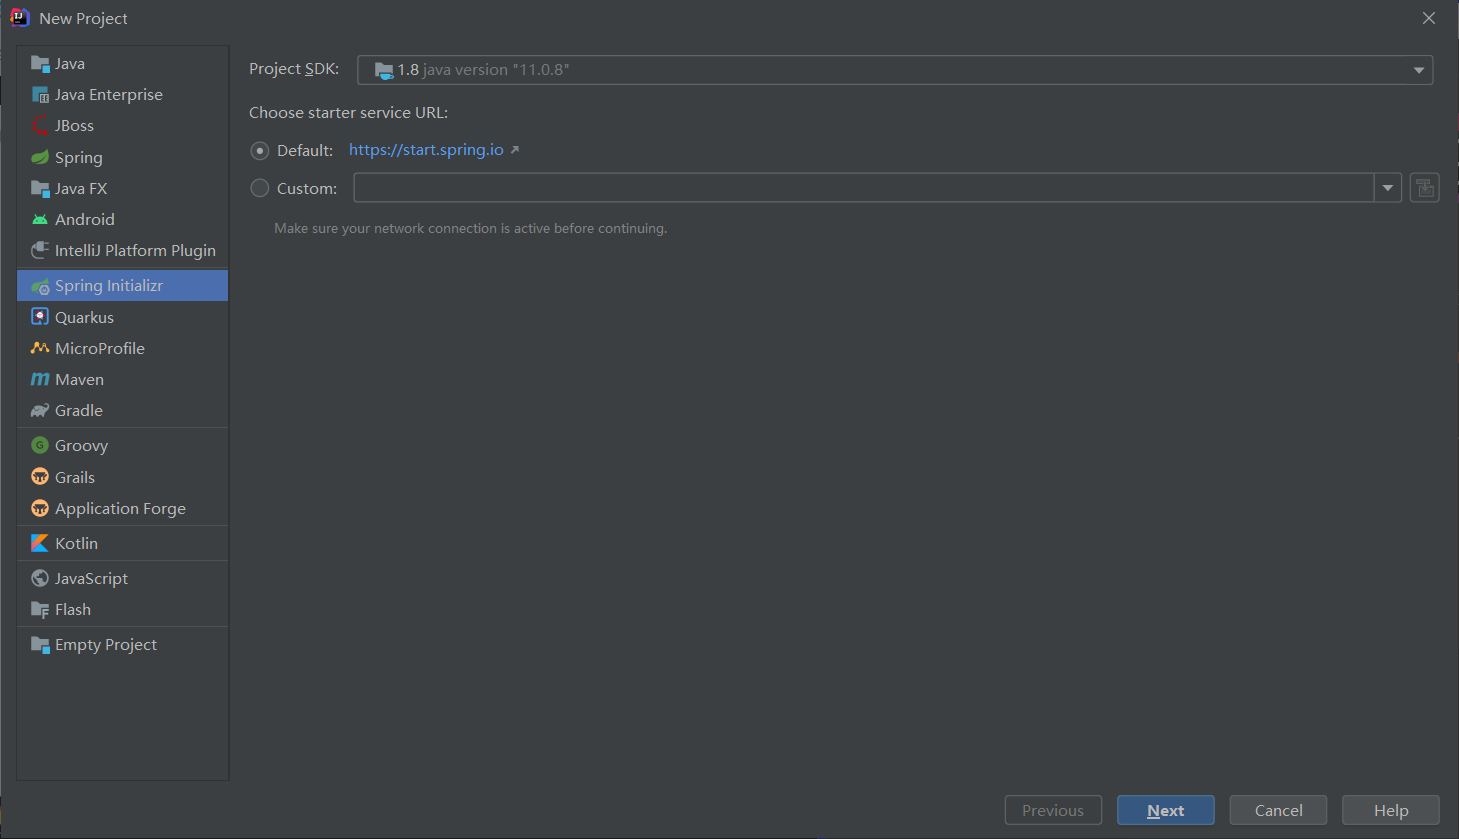 New Project
Java
Java Enterprise
JBoss
Spring
Java FX
Android
IntelliJ Platform Plugin
Spring Initializr
Quarkus
MicroProfile
Maven
Gradle
Groovy
Grails
Application Forge
Kotlin
JavaScript
Flash
Empty Project
Project SDK: 1.8 java version "11.0.8"
Choose starter service URL:
Default: https://start.spring.io
Custom:
Make sure your network connection is active before continuing.
Previous Next Cancel Help